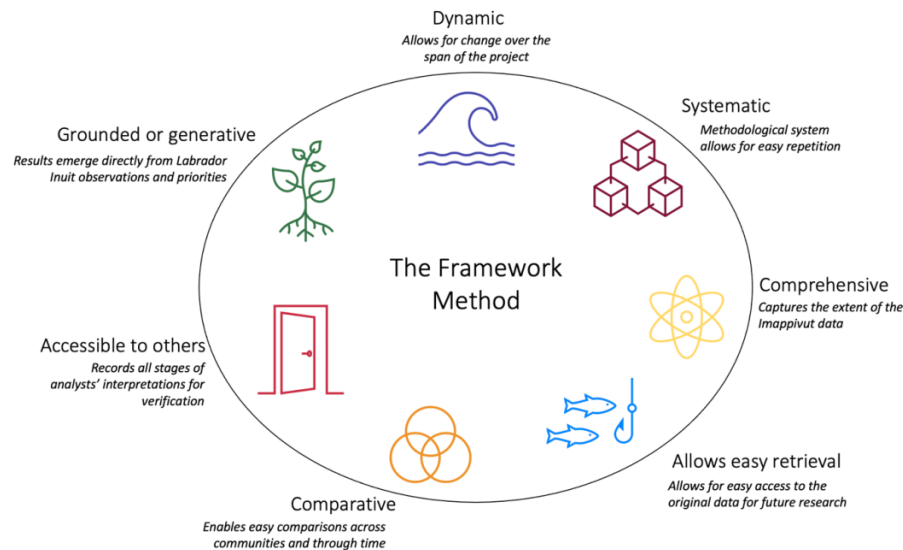 Dynamic
Allows for change over the
span of the project
Systematic
Methodological system
allows for easy repetition
Grounded or generative
Results emerge directly from Labrador
Inuit observations and priorities
The Framework
Method
Comprehensive
Captures the extent of the
Imappivut data
Accessible to others
Records all stages of
analysts' interpretations for
verification
Allows easy retrieval
Allows for easy access to the
original data for future research
Comparative
Enables easy comparisons across
communities and through time